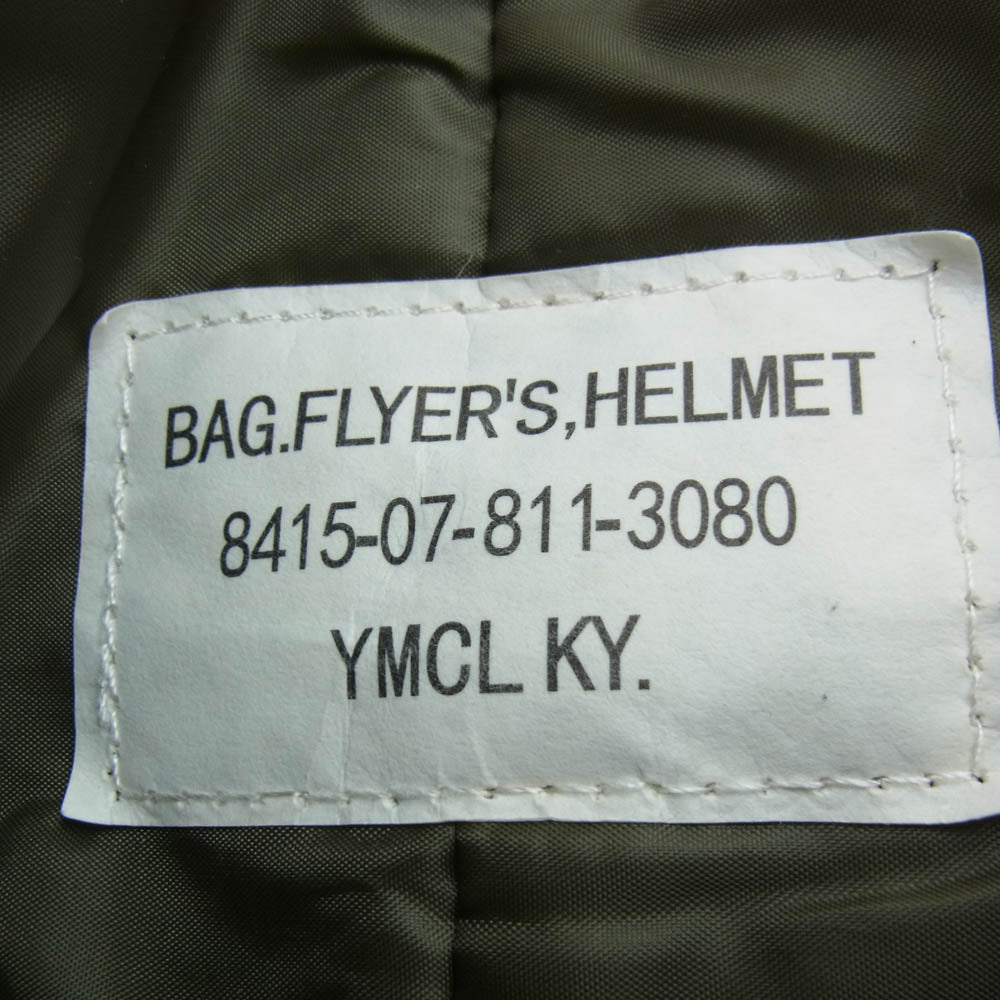 BAG.FLYER'S,HELMET
8415-07-811-3080
YMCL KY.